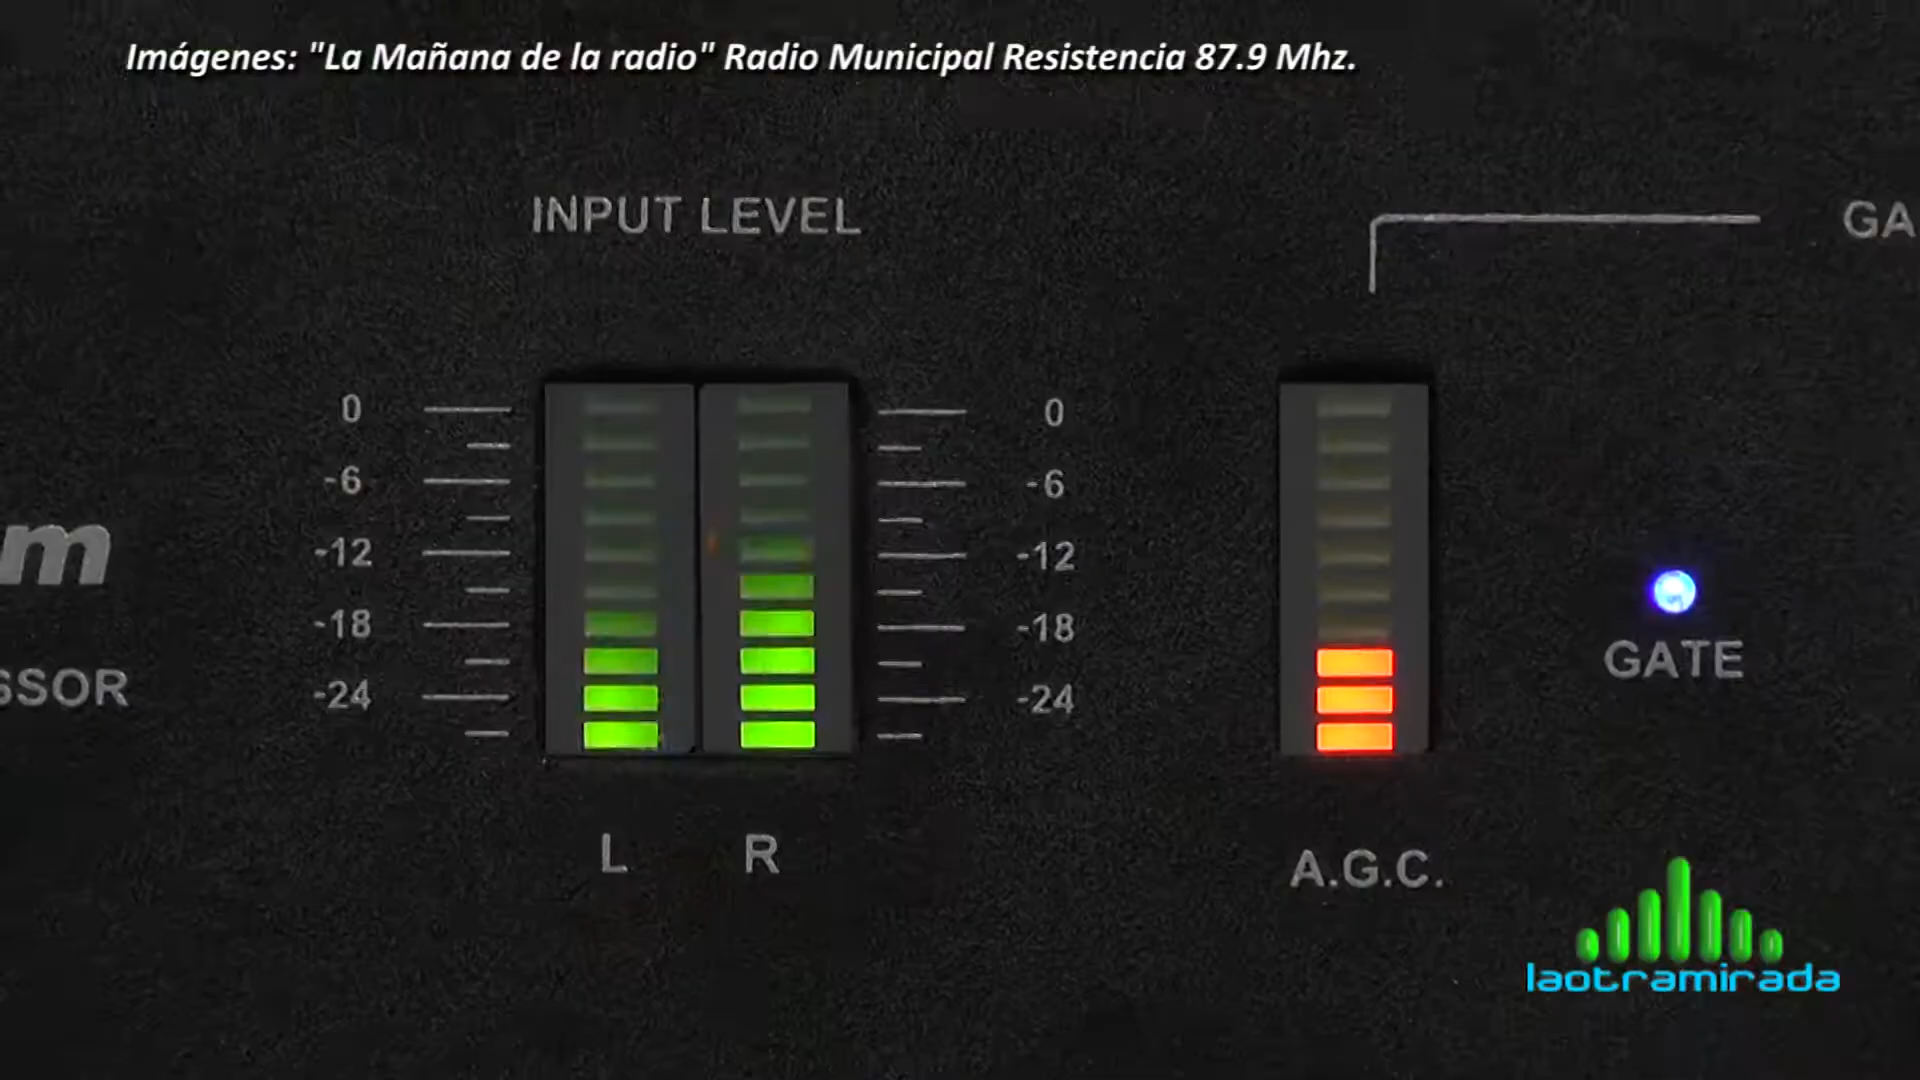 Imágenes: "La Mañana de la radio" Radio Municipal Resistencia 87.9 Mhz.
INPUT LEVEL
GA
0 0
-6 -6
-12 -12
m
-18 -18
GATE
SSOR
-24 -24
L R
A.G.C.
laotramirada